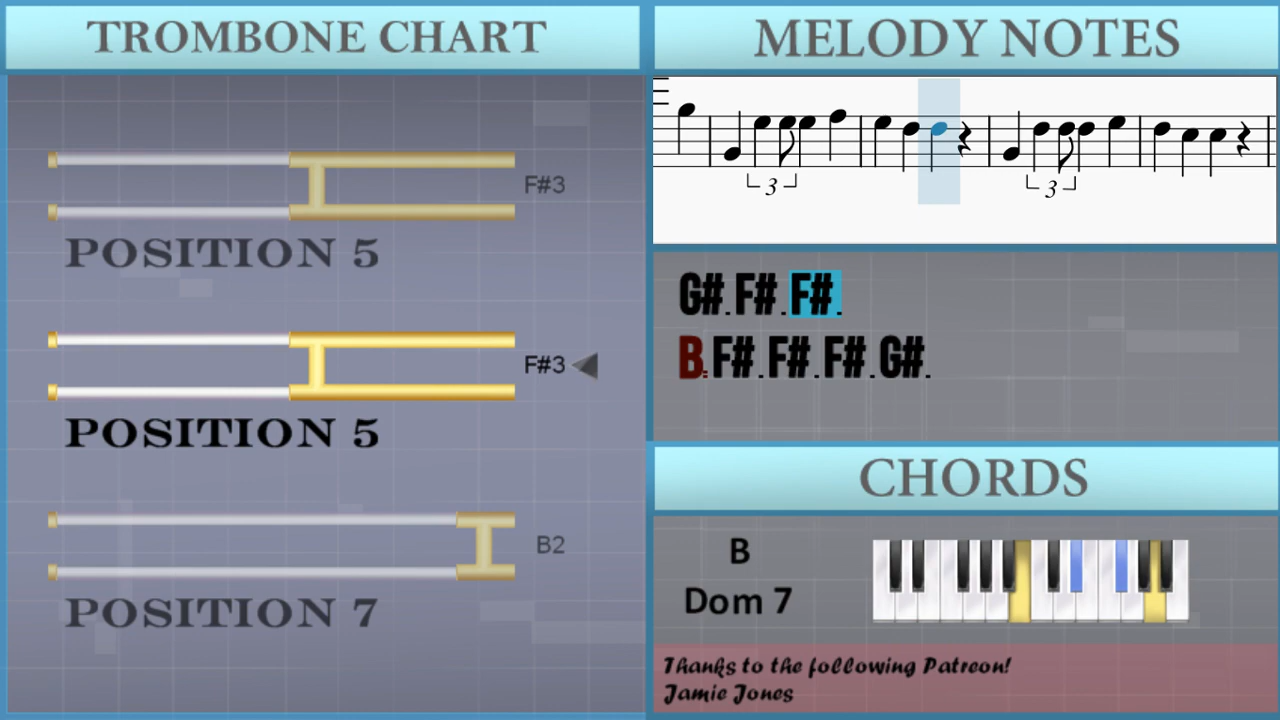 TROMBONE CHART
F#3
POSITION 5
F#3
POSITION 5
B2
POSITION 7
MELODY NOTES
3
3
G#.F#.F#.
B:F#.F#.F#.G#.
CHORDS
B
Dom 7
Thanks to the following Patreon!
Jamie Jones